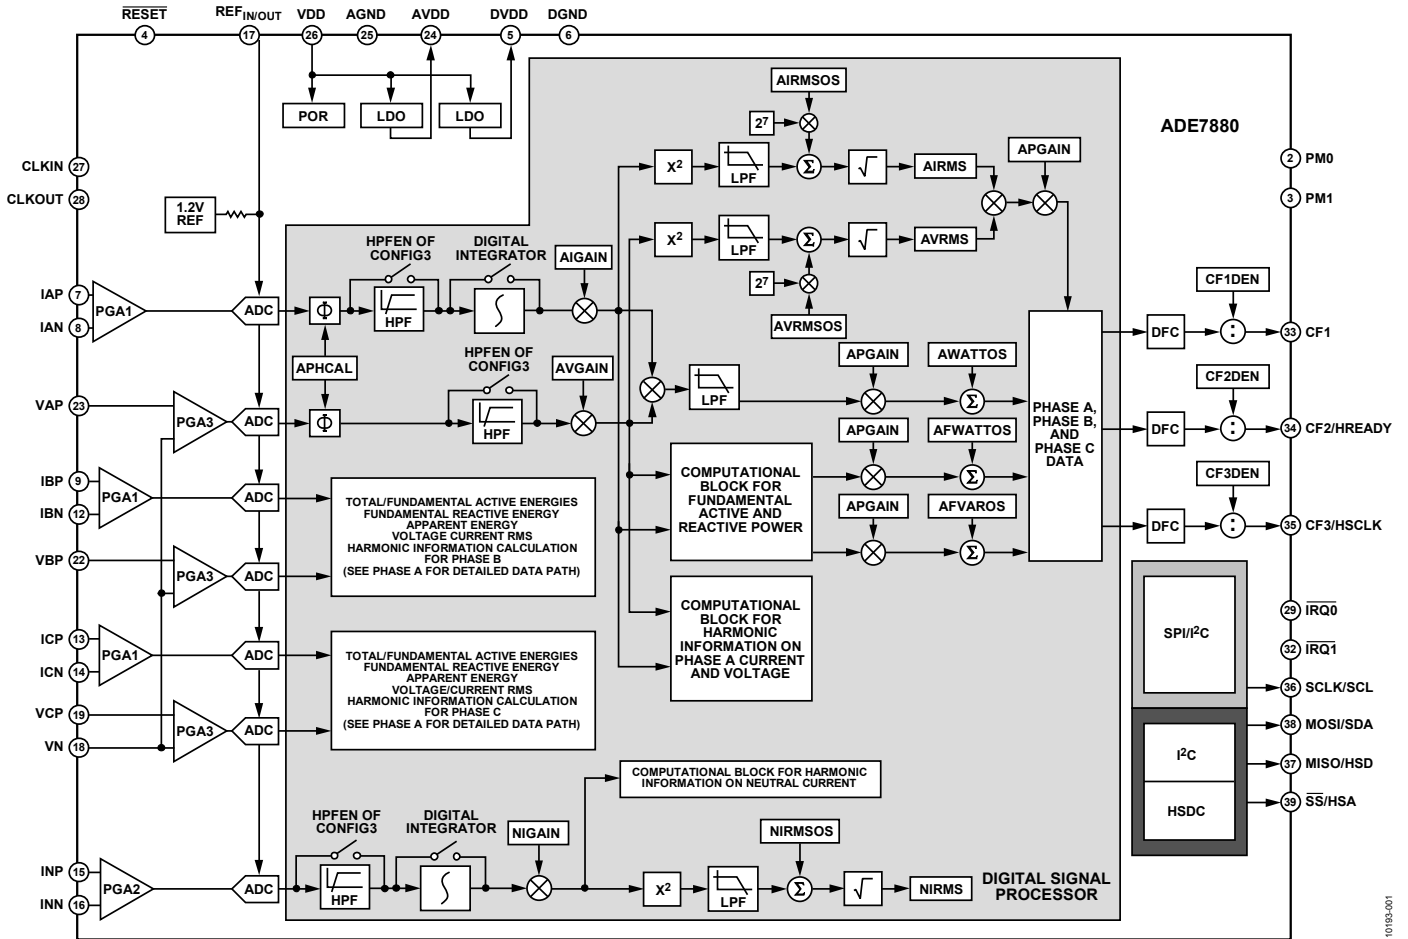 RESET
REFIN/OUT
VDD
AGND
AVDD
DVDD
DGND
4
17
26
25
24
5
6
POR
LDO
LDO
AIRMSOS
2⁷
ADE7880
CLKIN 27
CLKOUT 28
1.2V
REF
X²
LPF
Σ
√
AIRMS
APGAIN
2 PM0
3 PM1
X²
LPF
Σ
√
AVRMS
2⁷
AVRMSOS
HPFEN OF
CONFIG3
DIGITAL
INTEGRATOR
AIGAIN
IAP 7
IAN 8
PGA1
ADC
Φ
HPF
∫
APHCAL
HPFEN OF
CONFIG3
AVGAIN
VAP 23
PGA3
ADC
Φ
HPF
LPF
APGAIN
AWATTOS
Σ
APGAIN
AFWATTOS
Σ
APGAIN
AFVAROS
Σ
COMPUTATIONAL
BLOCK FOR
FUNDAMENTAL
ACTIVE AND
REACTIVE POWER
PHASE A,
PHASE B,
AND
PHASE C
DATA
CF1DEN
DFC
:
33 CF1
CF2DEN
DFC
:
34 CF2/HREADY
CF3DEN
DFC
:
35 CF3/HSCLK
IBP 9
IBN 12
PGA1
ADC
VBP 22
PGA3
ADC
TOTAL/FUNDAMENTAL ACTIVE ENERGIES
FUNDAMENTAL REACTIVE ENERGY
APPARENT ENERGY
VOLTAGE CURRENT RMS
HARMONIC INFORMATION CALCULATION
FOR PHASE B
(SEE PHASE A FOR DETAILED DATA PATH)
COMPUTATIONAL
BLOCK FOR
HARMONIC
INFORMATION ON
PHASE A CURRENT
AND VOLTAGE
ICP 13
ICN 14
PGA1
ADC
VCP 19
VN 18
PGA3
ADC
TOTAL/FUNDAMENTAL ACTIVE ENERGIES
FUNDAMENTAL REACTIVE ENERGY
APPARENT ENERGY
VOLTAGE/CURRENT RMS
HARMONIC INFORMATION CALCULATION
FOR PHASE C
(SEE PHASE A FOR DETAILED DATA PATH)
SPI/I²C
I²C
HSDC
29 IRQ0
32 IRQ1
36 SCLK/SCL
38 MOSI/SDA
37 MISO/HSD
39 SS/HSA
COMPUTATIONAL BLOCK FOR HARMONIC
INFORMATION ON NEUTRAL CURRENT
HPFEN OF
CONFIG3
DIGITAL
INTEGRATOR
NIGAIN
NIRMSOS
INP 15
INN 16
PGA2
ADC
HPF
∫
X²
LPF
Σ
√
NIRMS
DIGITAL SIGNAL
PROCESSOR
10193-001